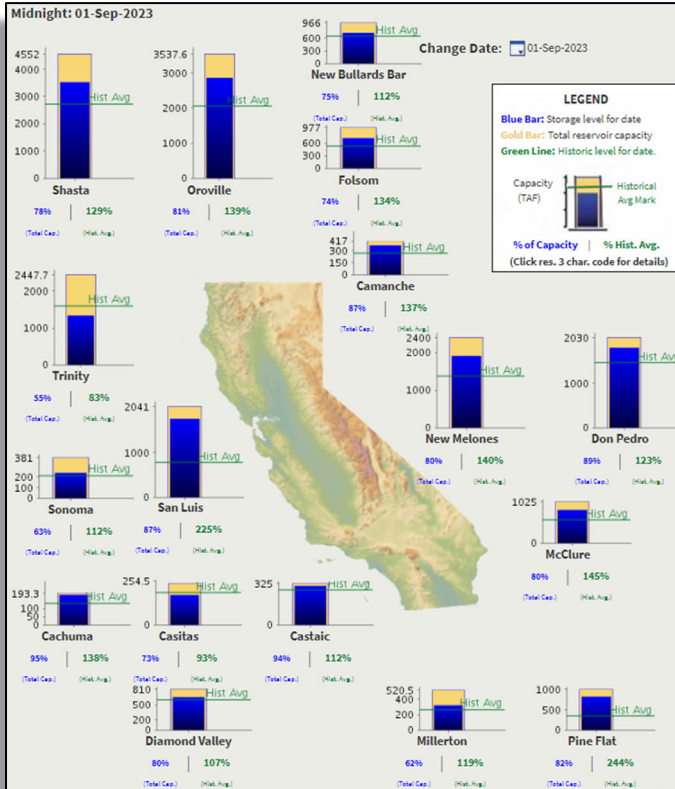 Midnight: 01-Sep-2023
Change Date: 01-Sep-2023
4552
4000
3000
2000
1000
0
Hist Avg
Shasta
78% | 129%
(Total Cap.) (Hist. Avg.)
3537.6
3000
2000
1000
0
Hist Avg
Oroville
81% | 139%
(Total Cap.) (Hist. Avg.)
966
600
300
0
Hist Avg
New Bullards Bar
75% | 112%
(Total Cap.) (Hist. Avg.)
977
600
300
0
Hist Avg
Folsom
74% | 134%
(Total Cap.) (Hist. Avg.)
417
300
150
0
Hist Avg
Camanche
87% | 137%
(Total Cap.) (Hist. Avg.)
LEGEND
Blue Bar: Storage level for date
Gold Bar: Total reservoir capacity
Green Line: Historic level for date.
Capacity
(TAF)
Historical
Avg Mark
% of Capacity | % Hist. Avg.
(Click res. 3 char. code for details)
2447.7
2000
1000
0
Hist Avg
Trinity
55% | 83%
(Total Cap.) (Hist. Avg.)
2400
2000
1000
0
Hist Avg
New Melones
80% | 140%
(Total Cap.) (Hist. Avg.)
2030
1000
0
Hist Avg
Don Pedro
89% | 123%
(Total Cap.) (Hist. Avg.)
381
200
100
0
Hist Avg
Sonoma
63% | 112%
(Total Cap.) (Hist. Avg.)
2041
1000
0
Hist Avg
San Luis
87% | 225%
(Total Cap.) (Hist. Avg.)
1025
500
0
Hist Avg
McClure
80% | 145%
(Total Cap.) (Hist. Avg.)
193.3
100
50
0
Hist Avg
Cachuma
95% | 138%
(Total Cap.) (Hist. Avg.)
254.5
100
0
Hist Avg
Casitas
73% | 93%
(Total Cap.) (Hist. Avg.)
325
0
Hist Avg
Castaic
94% | 112%
(Total Cap.) (Hist. Avg.)
810
500
200
0
Hist Avg
Diamond Valley
80% | 107%
(Total Cap.) (Hist. Avg.)
520.5
400
200
0
Hist Avg
Millerton
62% | 119%
(Total Cap.) (Hist. Avg.)
1000
500
0
Hist Avg
Pine Flat
82% | 244%
(Total Cap.) (Hist. Avg.)